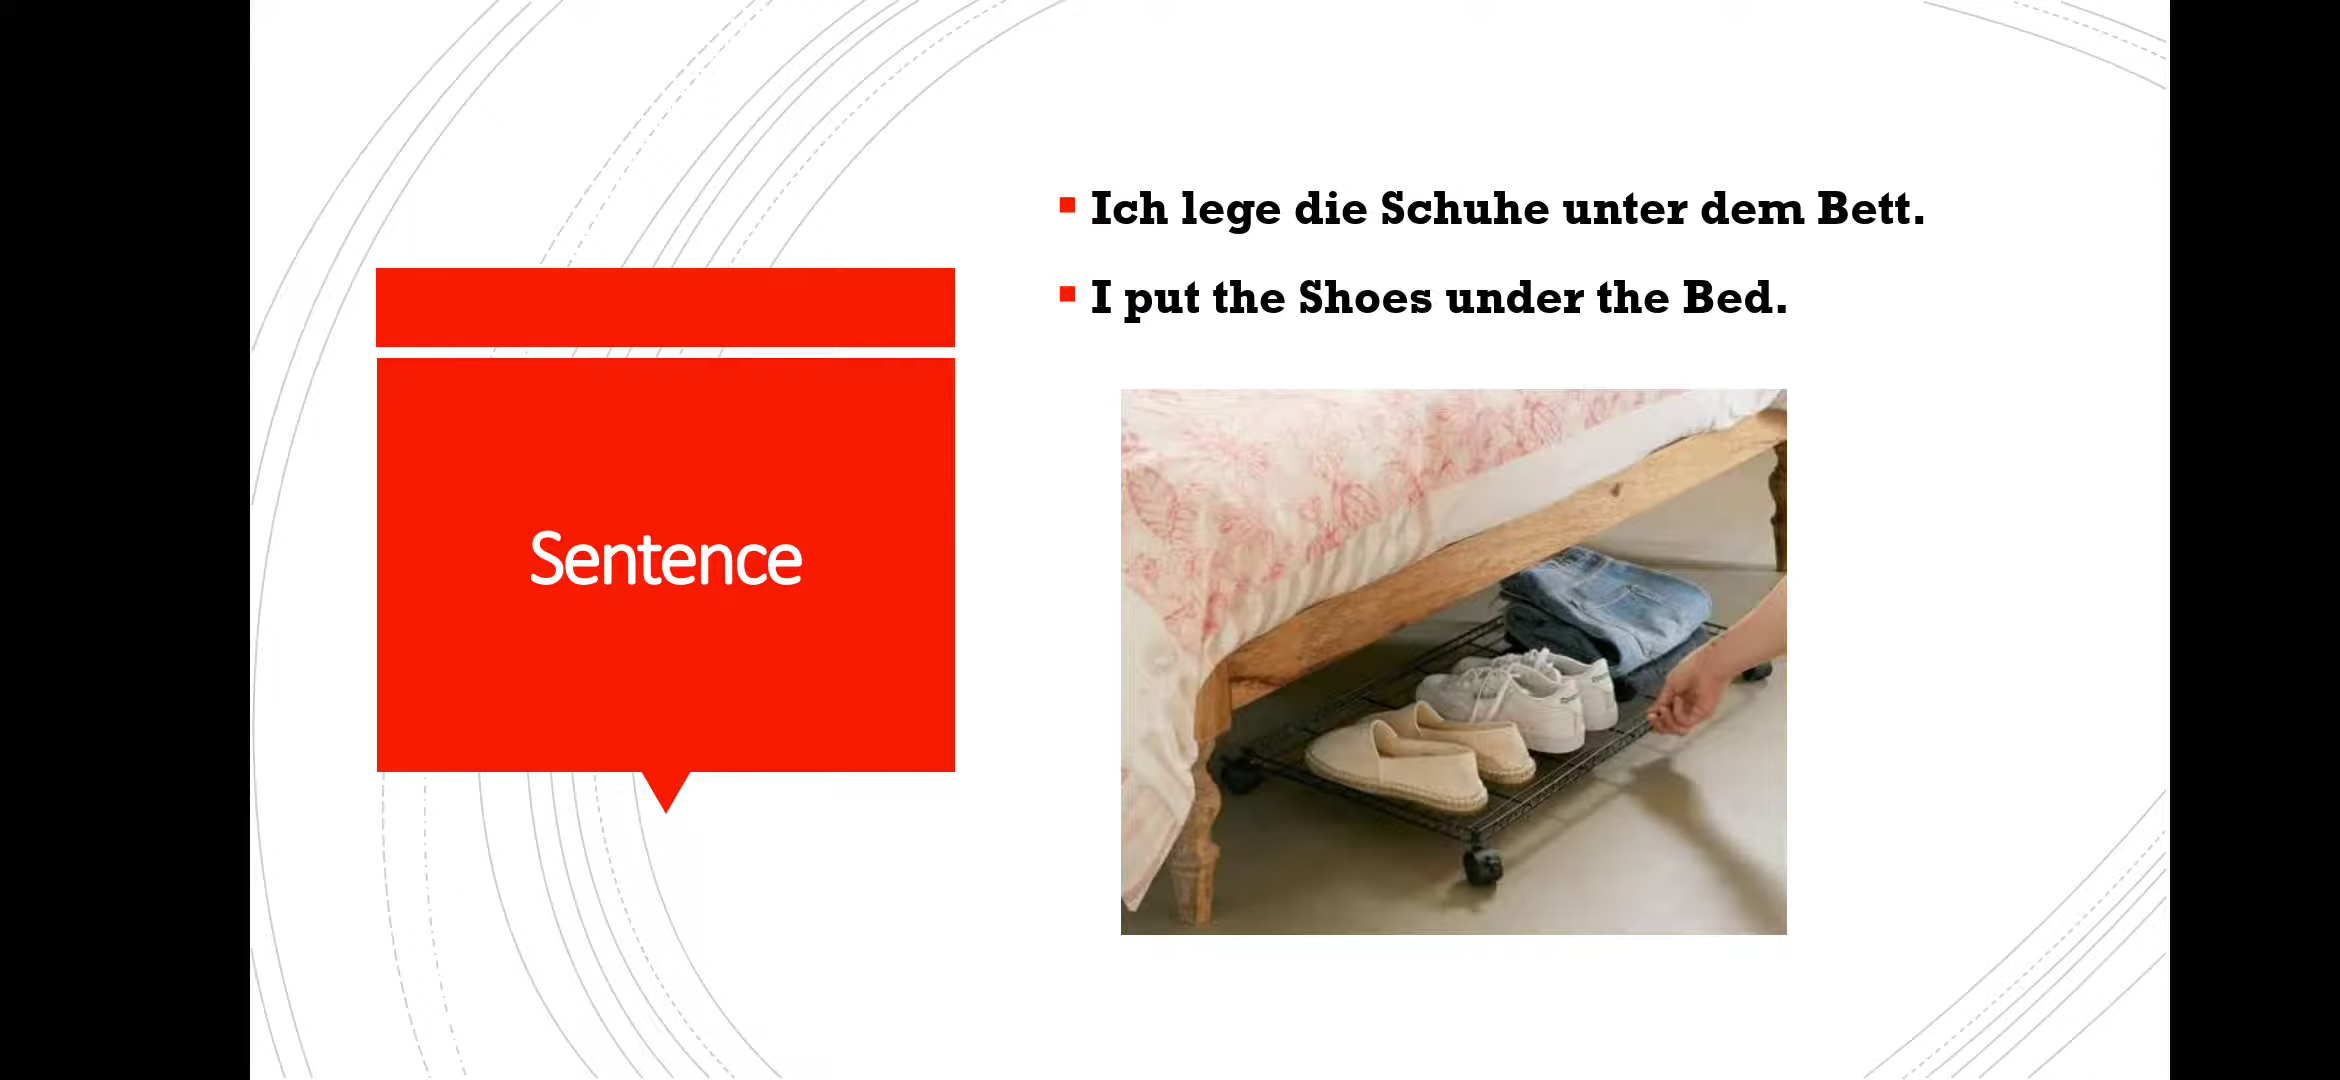 Ich lege die Schuhe unter dem Bett.
I put the Shoes under the Bed.
Sentence